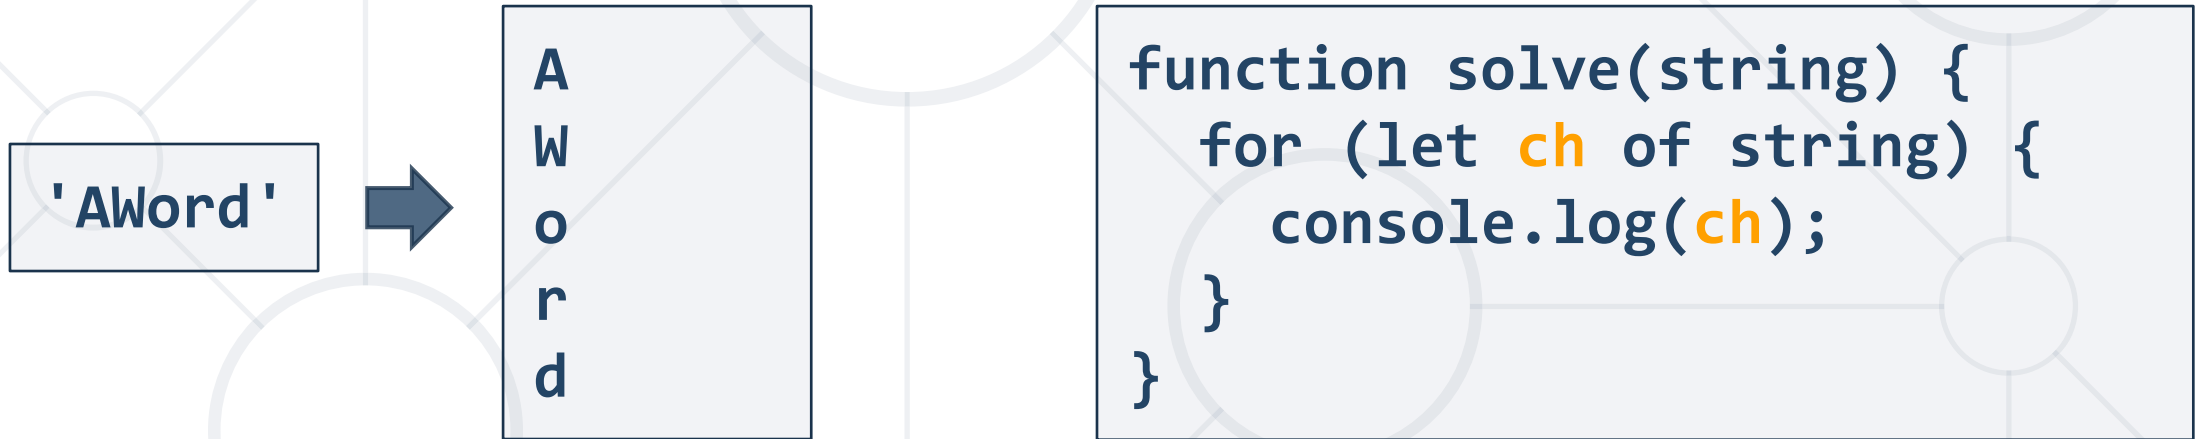 'AWord'
A
W
o
r
d
function solve(string) {
  for (let ch of string) {
    console.log(ch);
  }
}